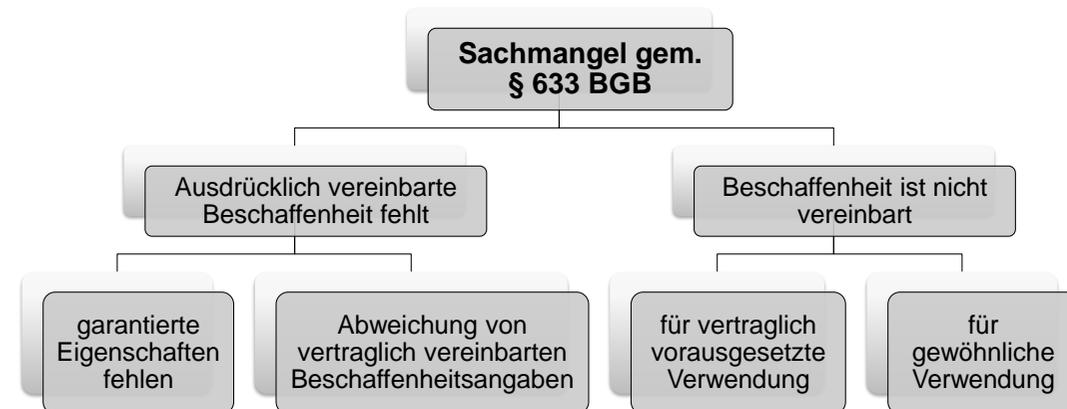 Sachmangel gem.
§ 633 BGB
Ausdrücklich vereinbarte
Beschaffenheit fehlt
Beschaffenheit ist nicht
vereinbart
garantierte
Eigenschaften
fehlen
Abweichung von
vertraglich vereinbarten
Beschaffenheitsangaben
für vertraglich
vorausgesetzte
Verwendung
für
gewöhnliche
Verwendung